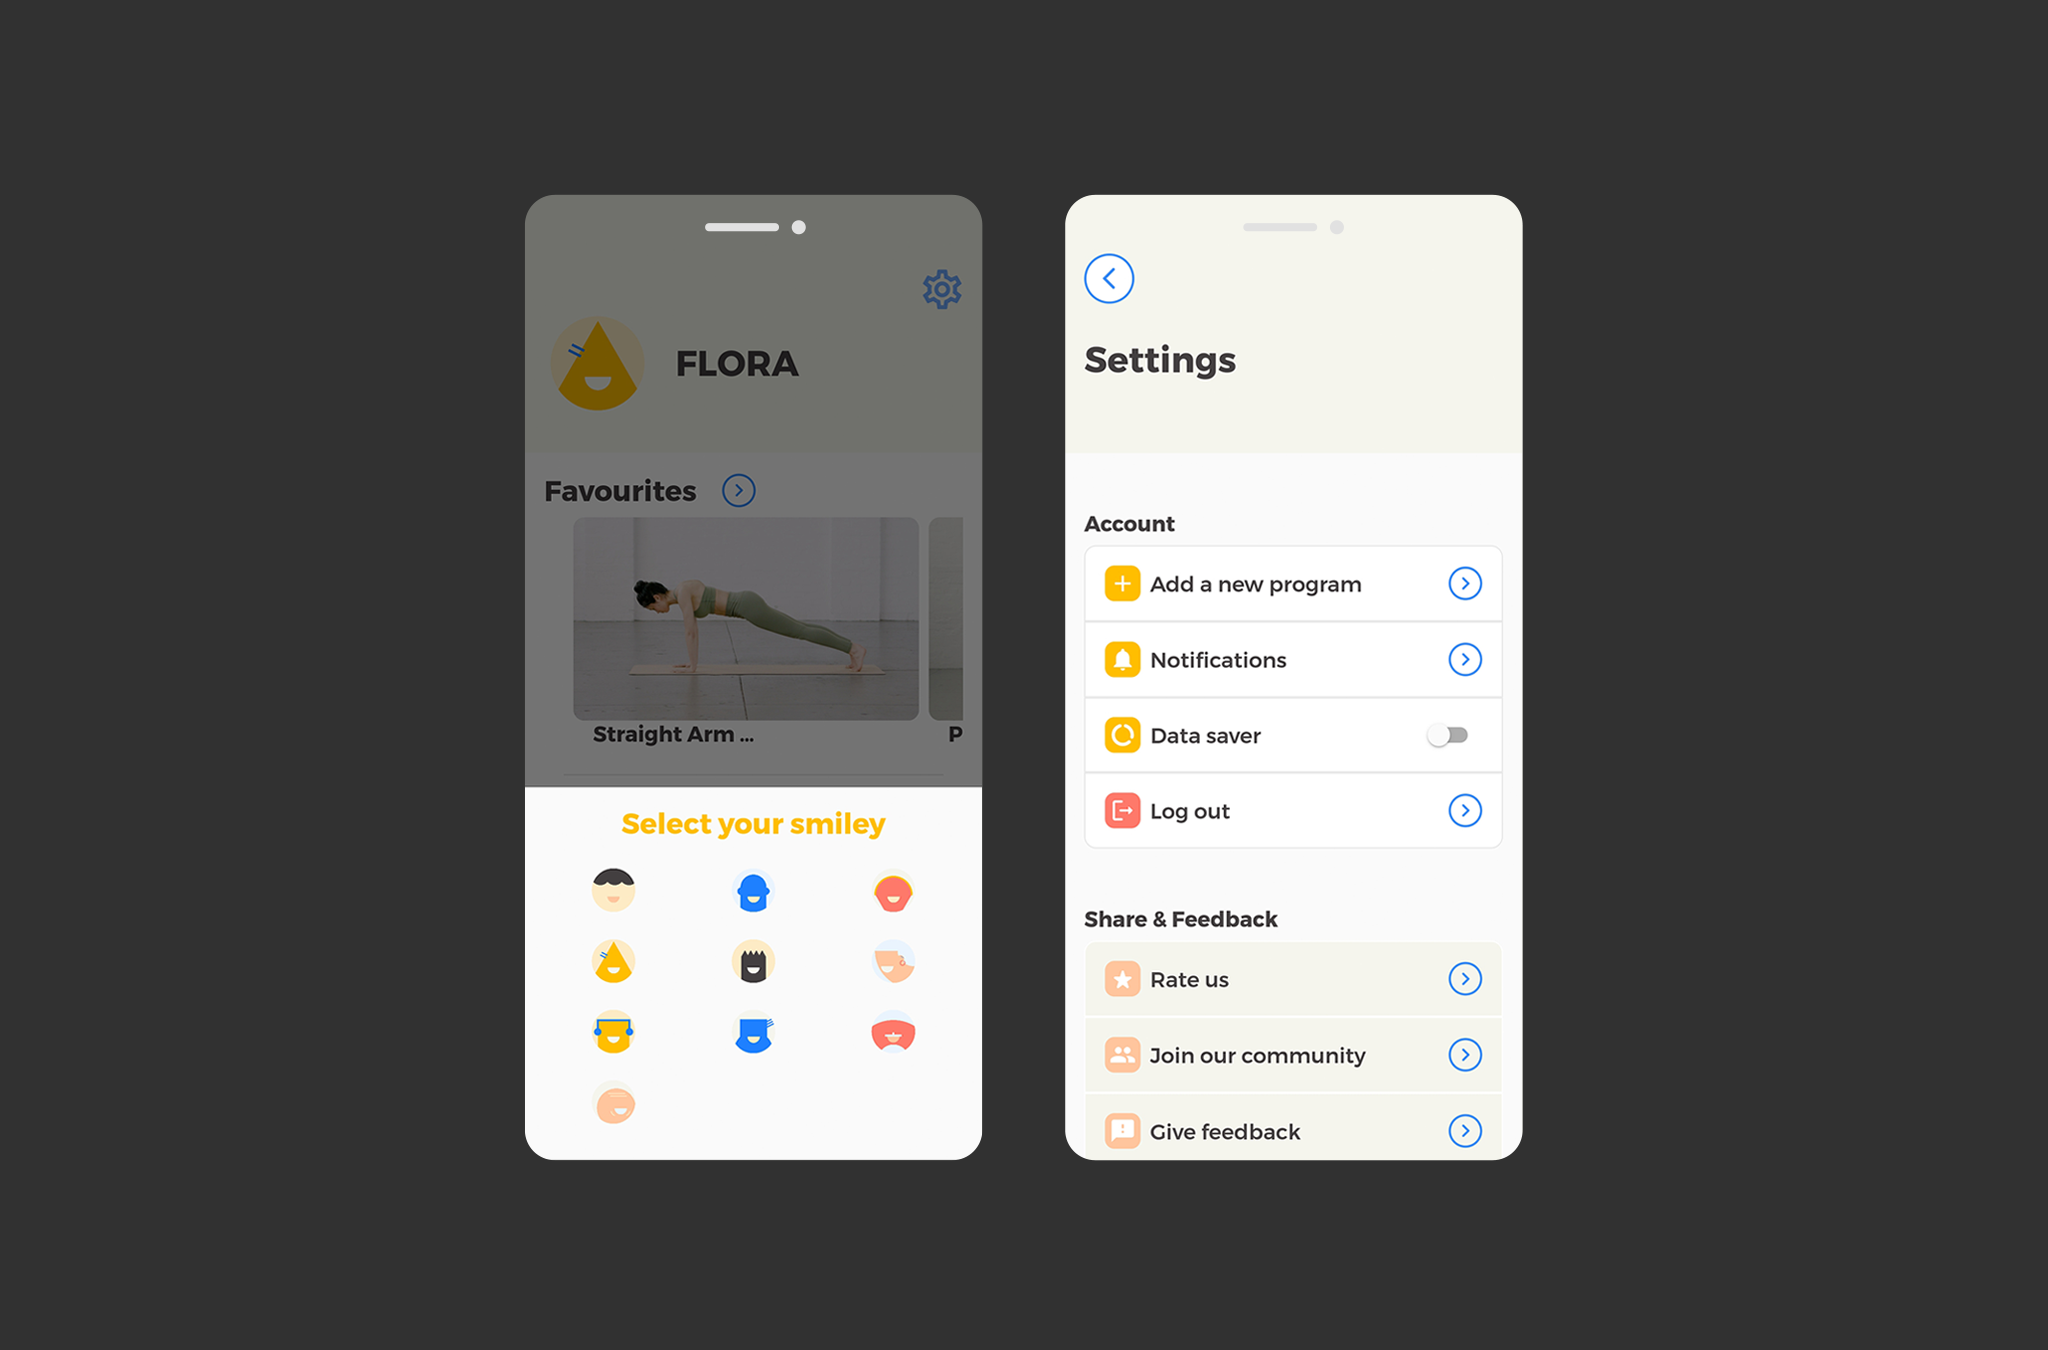 FLORA
Favourites
Straight Arm ...
P
Select your smiley
Settings
Account
Add a new program
Notifications
Data saver
Log out
Share & Feedback
Rate us
Join our community
Give feedback